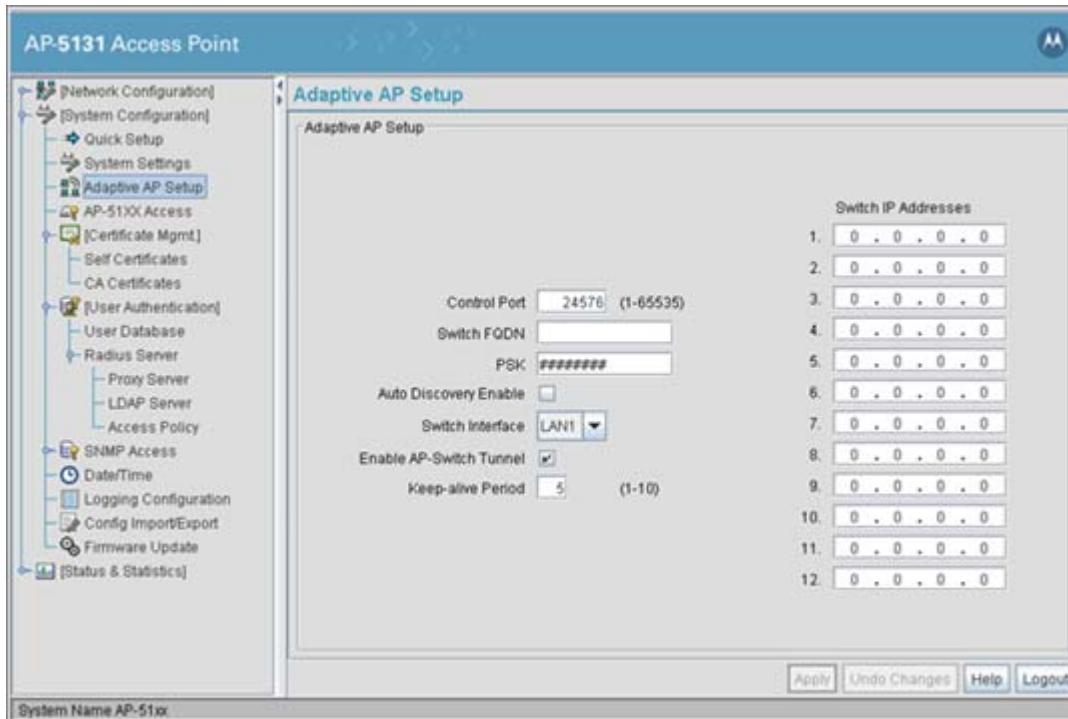 AP-5131 Access Point
[Network Configuration]
[System Configuration]
Quick Setup
System Settings
Adaptive AP Setup
AP-51XX Access
[Certificate Mgmt.]
Self Certificates
CA Certificates
[User Authentication]
User Database
Radius Server
Proxy Server
LDAP Server
Access Policy
SNMP Access
Date/Time
Logging Configuration
Config Import/Export
Firmware Update
[Status & Statistics]
Adaptive AP Setup
Adaptive AP Setup
Control Port 24576 (1-65535)
Switch FQDN
PSK ########
Auto Discovery Enable
Switch Interface LAN1
Enable AP-Switch Tunnel
Keep-alive Period 5 (1-10)
Switch IP Addresses
1. 0 . 0 . 0 . 0
2. 0 . 0 . 0 . 0
3. 0 . 0 . 0 . 0
4. 0 . 0 . 0 . 0
5. 0 . 0 . 0 . 0
6. 0 . 0 . 0 . 0
7. 0 . 0 . 0 . 0
8. 0 . 0 . 0 . 0
9. 0 . 0 . 0 . 0
10. 0 . 0 . 0 . 0
11. 0 . 0 . 0 . 0
12. 0 . 0 . 0 . 0
Apply Undo Changes Help Logout
System Name AP-51xx